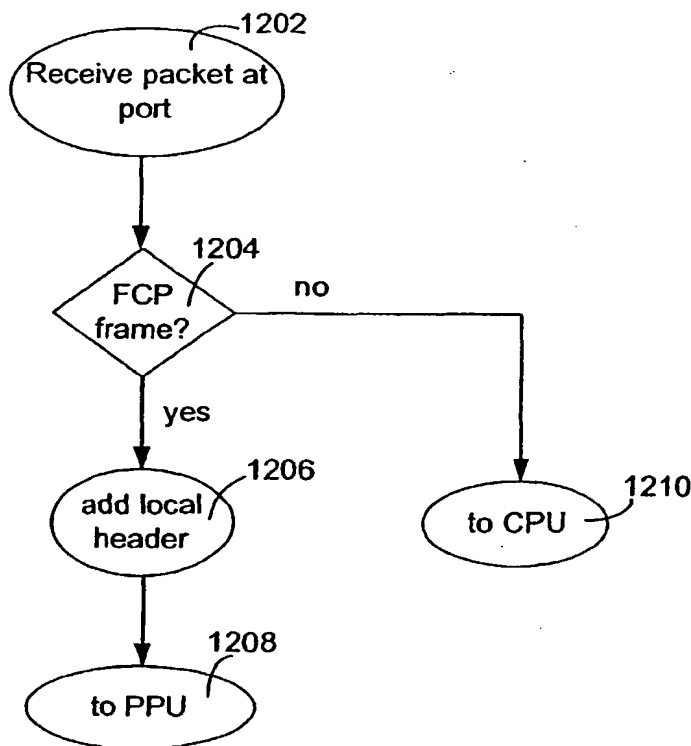 1202
Receive packet at
port
1204
FCP
frame?
no
yes
1206
add local
header
1210
to CPU
1208
to PPU